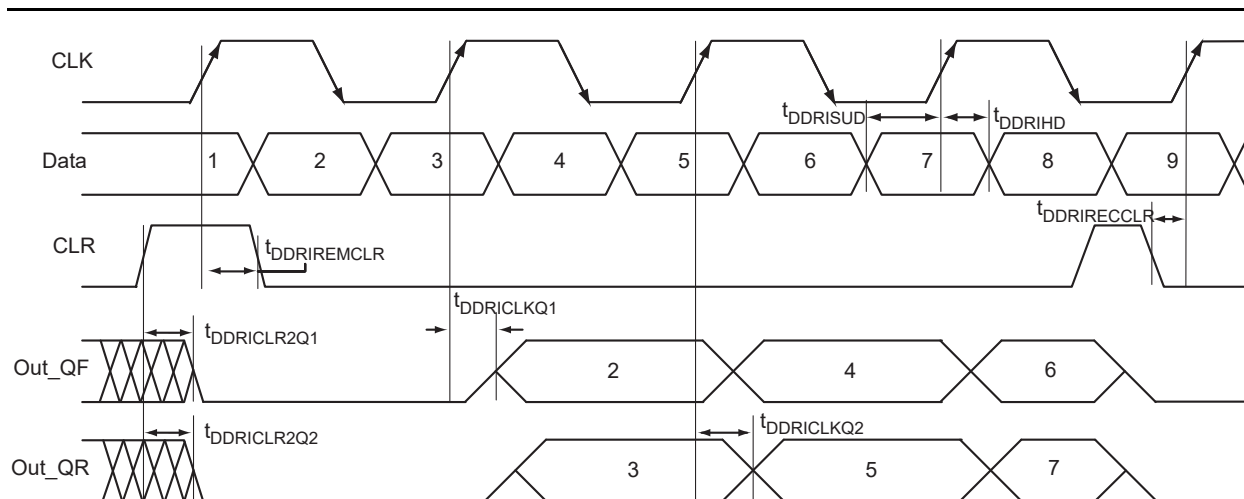 CLK
tDDRISUD
tDDRIHD
Data
1 2 3 4 5 6 7 8 9
tDDRIRECCLR
CLR
tDDRIREMCLR
tDDRICLKQ1
tDDRICLR2Q1
Out_QF
2 4 6
tDDRICLR2Q2
tDDRICLKQ2
Out_QR
3 5 7